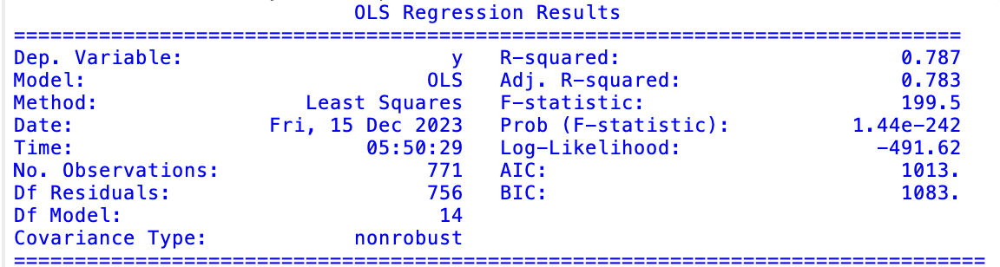 OLS Regression Results
==============================================================================
Dep. Variable: y R-squared: 0.787
Model: OLS Adj. R-squared: 0.783
Method: Least Squares F-statistic: 199.5
Date: Fri, 15 Dec 2023 Prob (F-statistic): 1.44e-242
Time: 05:50:29 Log-Likelihood: -491.62
No. Observations: 771 AIC: 1013.
Df Residuals: 756 BIC: 1083.
Df Model: 14
Covariance Type: nonrobust
================================================================================